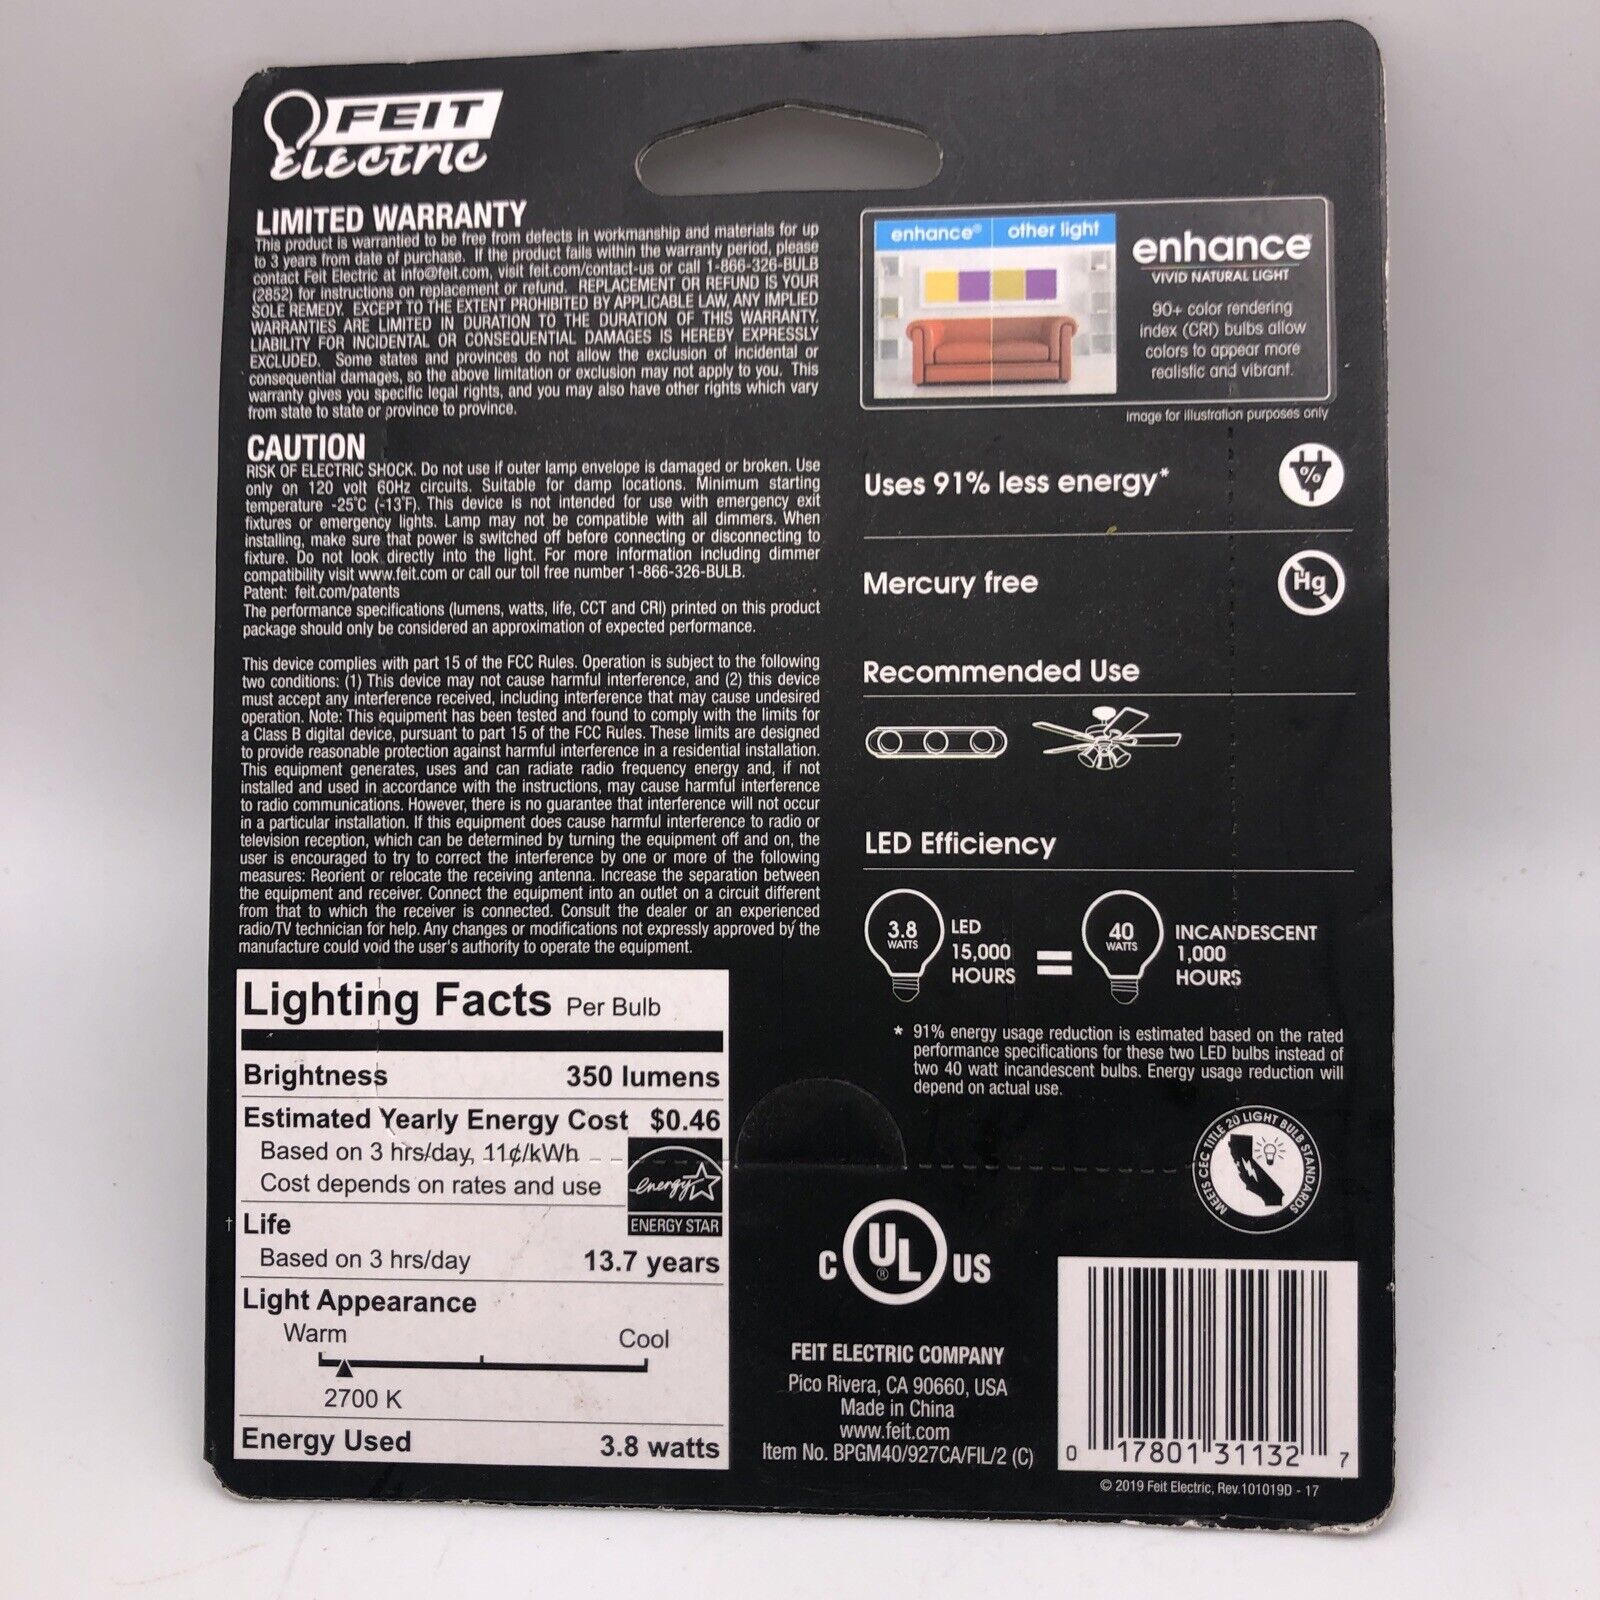 FEIT
ELECTRIC
LIMITED WARRANTY
This product is warrantied to be free from defects in workmanship and materials for up
to 3 years from date of purchase. If the product fails within the warranty period, please
contact Feit Electric at info@feit.com, visit feit.com/contact-us or call 1-866-326-BULB
(2852) for instructions on replacement or refund. REPLACEMENT OR REFUND IS YOUR
SOLE REMEDY. EXCEPT TO THE EXTENT PROHIBITED BY APPLICABLE LAW, ANY IMPLIED
WARRANTIES ARE LIMITED IN DURATION TO THE DURATION OF THIS WARRANTY.
LIABILITY FOR INCIDENTAL OR CONSEQUENTIAL DAMAGES IS HEREBY EXPRESSLY
EXCLUDED. Some states and provinces do not allow the exclusion of incidental or
consequential damages, so the above limitation or exclusion may not apply to you. This
warranty gives you specific legal rights, and you may also have other rights which vary
from state to state or province to province.
CAUTION
RISK OF ELECTRIC SHOCK. Do not use if outer lamp envelope is damaged or broken. Use
only on 120 volt 60Hz circuits. Suitable for damp locations. Minimum starting
temperature -25°C (-13°F). This device is not intended for use with emergency exit
fixtures or emergency lights. Lamp may not be compatible with all dimmers. When
installing, make sure that power is switched off before connecting or disconnecting to
fixture. Do not look directly into the light. For more information including dimmer
compatibility visit www.feit.com or call our toll free number 1-866-326-BULB.
Patent: feit.com/patents
The performance specifications (lumens, watts, life, CCT and CRI) printed on this product
package should only be considered an approximation of expected performance.
This device complies with part 15 of the FCC Rules. Operation is subject to the following
two conditions: (1) This device may not cause harmful interference, and (2) this device
must accept any interference received, including interference that may cause undesired
operation. Note: This equipment has been tested and found to comply with the limits for
a Class B digital device, pursuant to part 15 of the FCC Rules. These limits are designed
to provide reasonable protection against harmful interference in a residential installation.
This equipment generates, uses and can radiate radio frequency energy and, if not
installed and used in accordance with the instructions, may cause harmful interference
to radio communications. However, there is no guarantee that interference will not occur
in a particular installation. If this equipment does cause harmful interference to radio or
television reception, which can be determined by turning the equipment off and on, the
user is encouraged to try to correct the interference by one or more of the following
measures: Reorient or relocate the receiving antenna. Increase the separation between
the equipment and receiver. Connect the equipment into an outlet on a circuit different
from that to which the receiver is connected. Consult the dealer or an experienced
radio/TV technician for help. Any changes or modifications not expressly approved by the
manufacture could void the user's authority to operate the equipment.
Lighting Facts Per Bulb
Brightness 350 lumens
Estimated Yearly Energy Cost $0.46
Based on 3 hrs/day, 11¢/kWh
Cost depends on rates and use
energy
ENERGY STAR
† Life
Based on 3 hrs/day 13.7 years
Light Appearance
Warm Cool
2700 K
Energy Used 3.8 watts
enhance® other light
enhance
VIVID NATURAL LIGHT
90+ color rendering
index (CRI) bulbs allow
colors to appear more
realistic and vibrant.
Image for illustration purposes only
Uses 91% less energy*
%
Mercury free
Hg
Recommended Use
LED Efficiency
3.8
WATTS
LED
15,000
HOURS
=
40
WATTS
INCANDESCENT
1,000
HOURS
* 91% energy usage reduction is estimated based on the rated
performance specifications for these two LED bulbs instead of
two 40 watt incandescent bulbs. Energy usage reduction will
depend on actual use.
MEETS CEC TITLE 20 LIGHT BULB STANDARDS
C UL ® US
FEIT ELECTRIC COMPANY
Pico Rivera, CA 90660, USA
Made in China
www.feit.com
Item No. BPGM40/927CA/FIL/2 (C)
0 17801 31132 7
© 2019 Feit Electric, Rev.101019D - 17